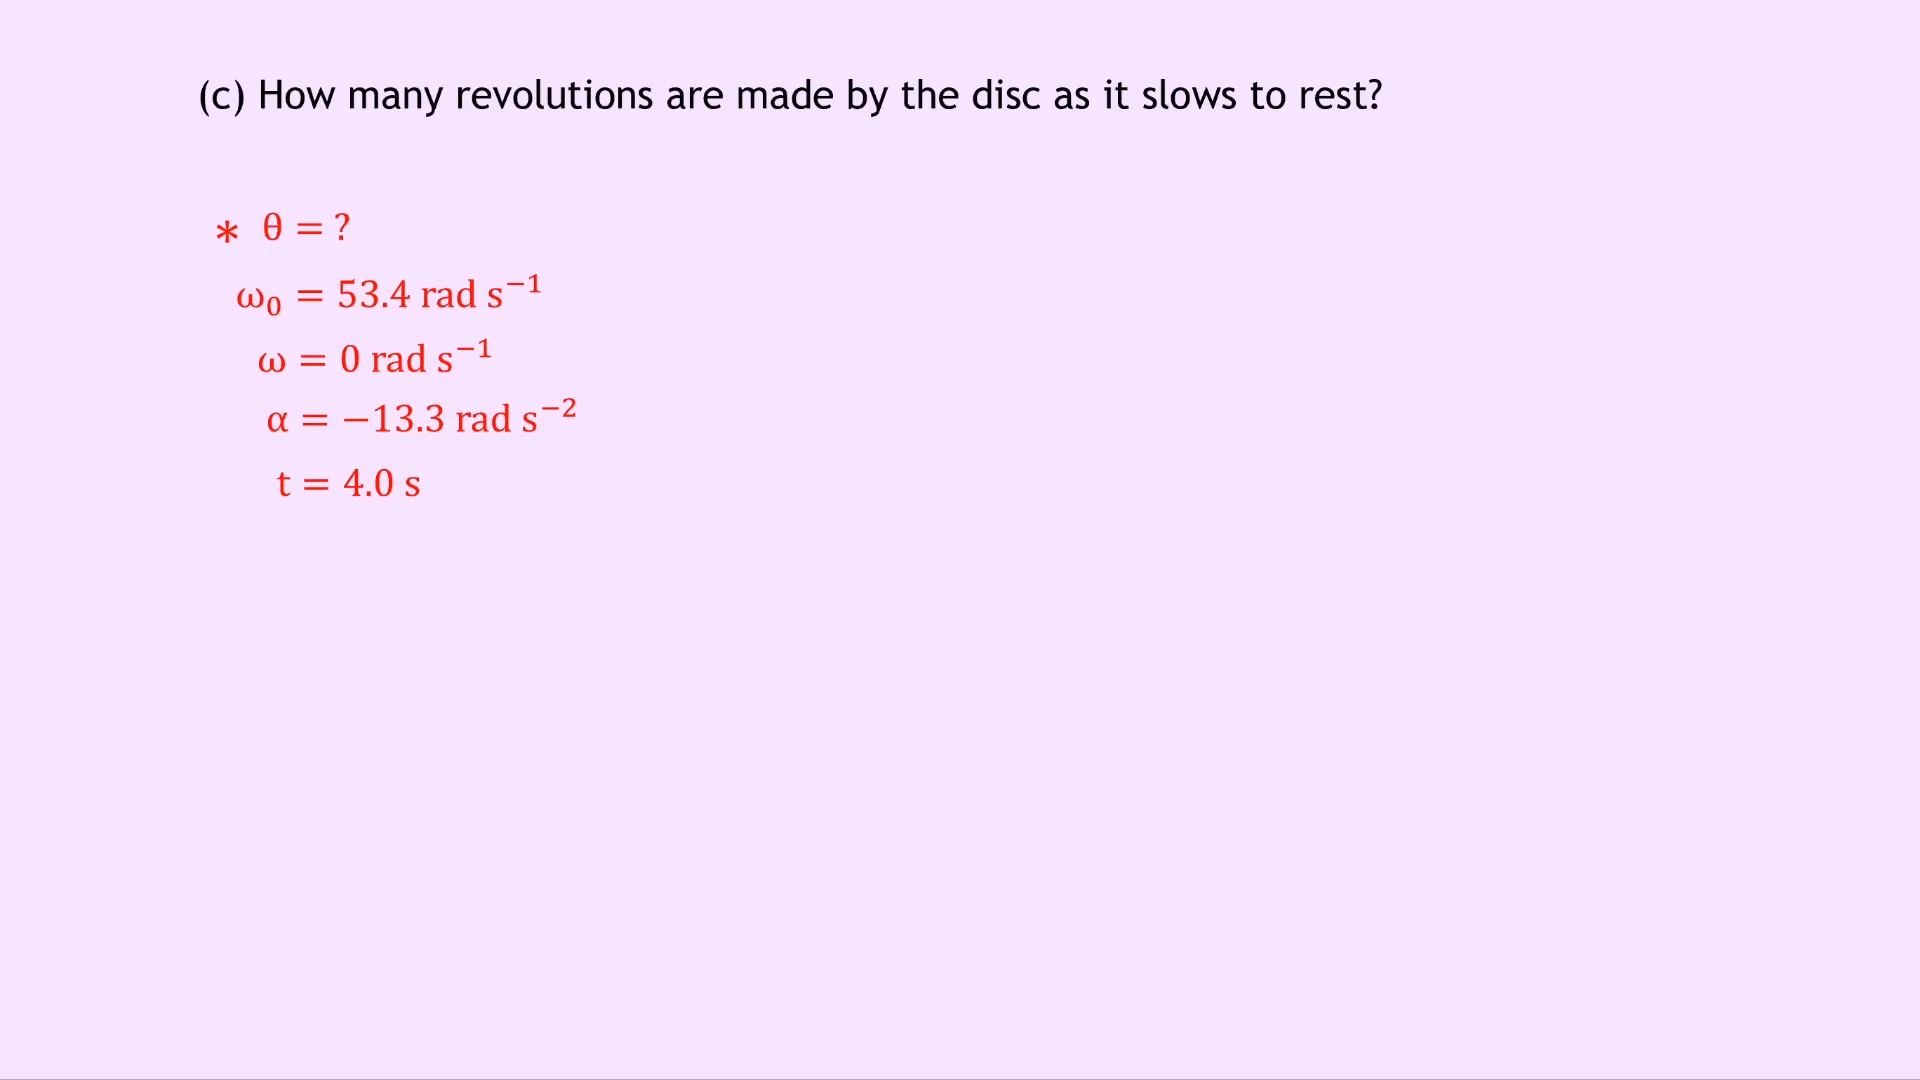 (c) How many revolutions are made by the disc as it slows to rest?
* θ = ?
ω₀ = 53.4 rad s⁻¹
ω = 0 rad s⁻¹
α = −13.3 rad s⁻²
t = 4.0 s